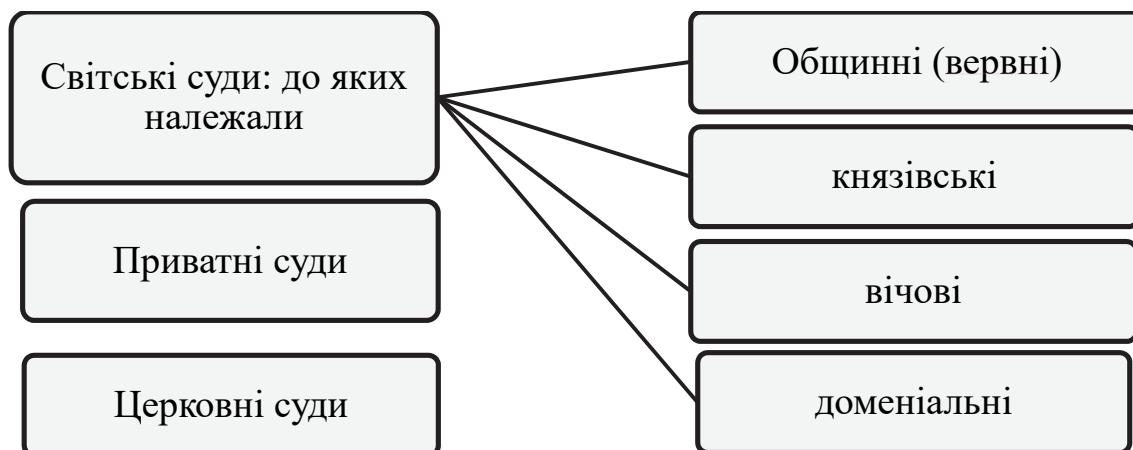 Світські суди: до яких
належали
Приватні суди
Церковні суди
Общинні (вервні)
князівські
вічові
доменіальні